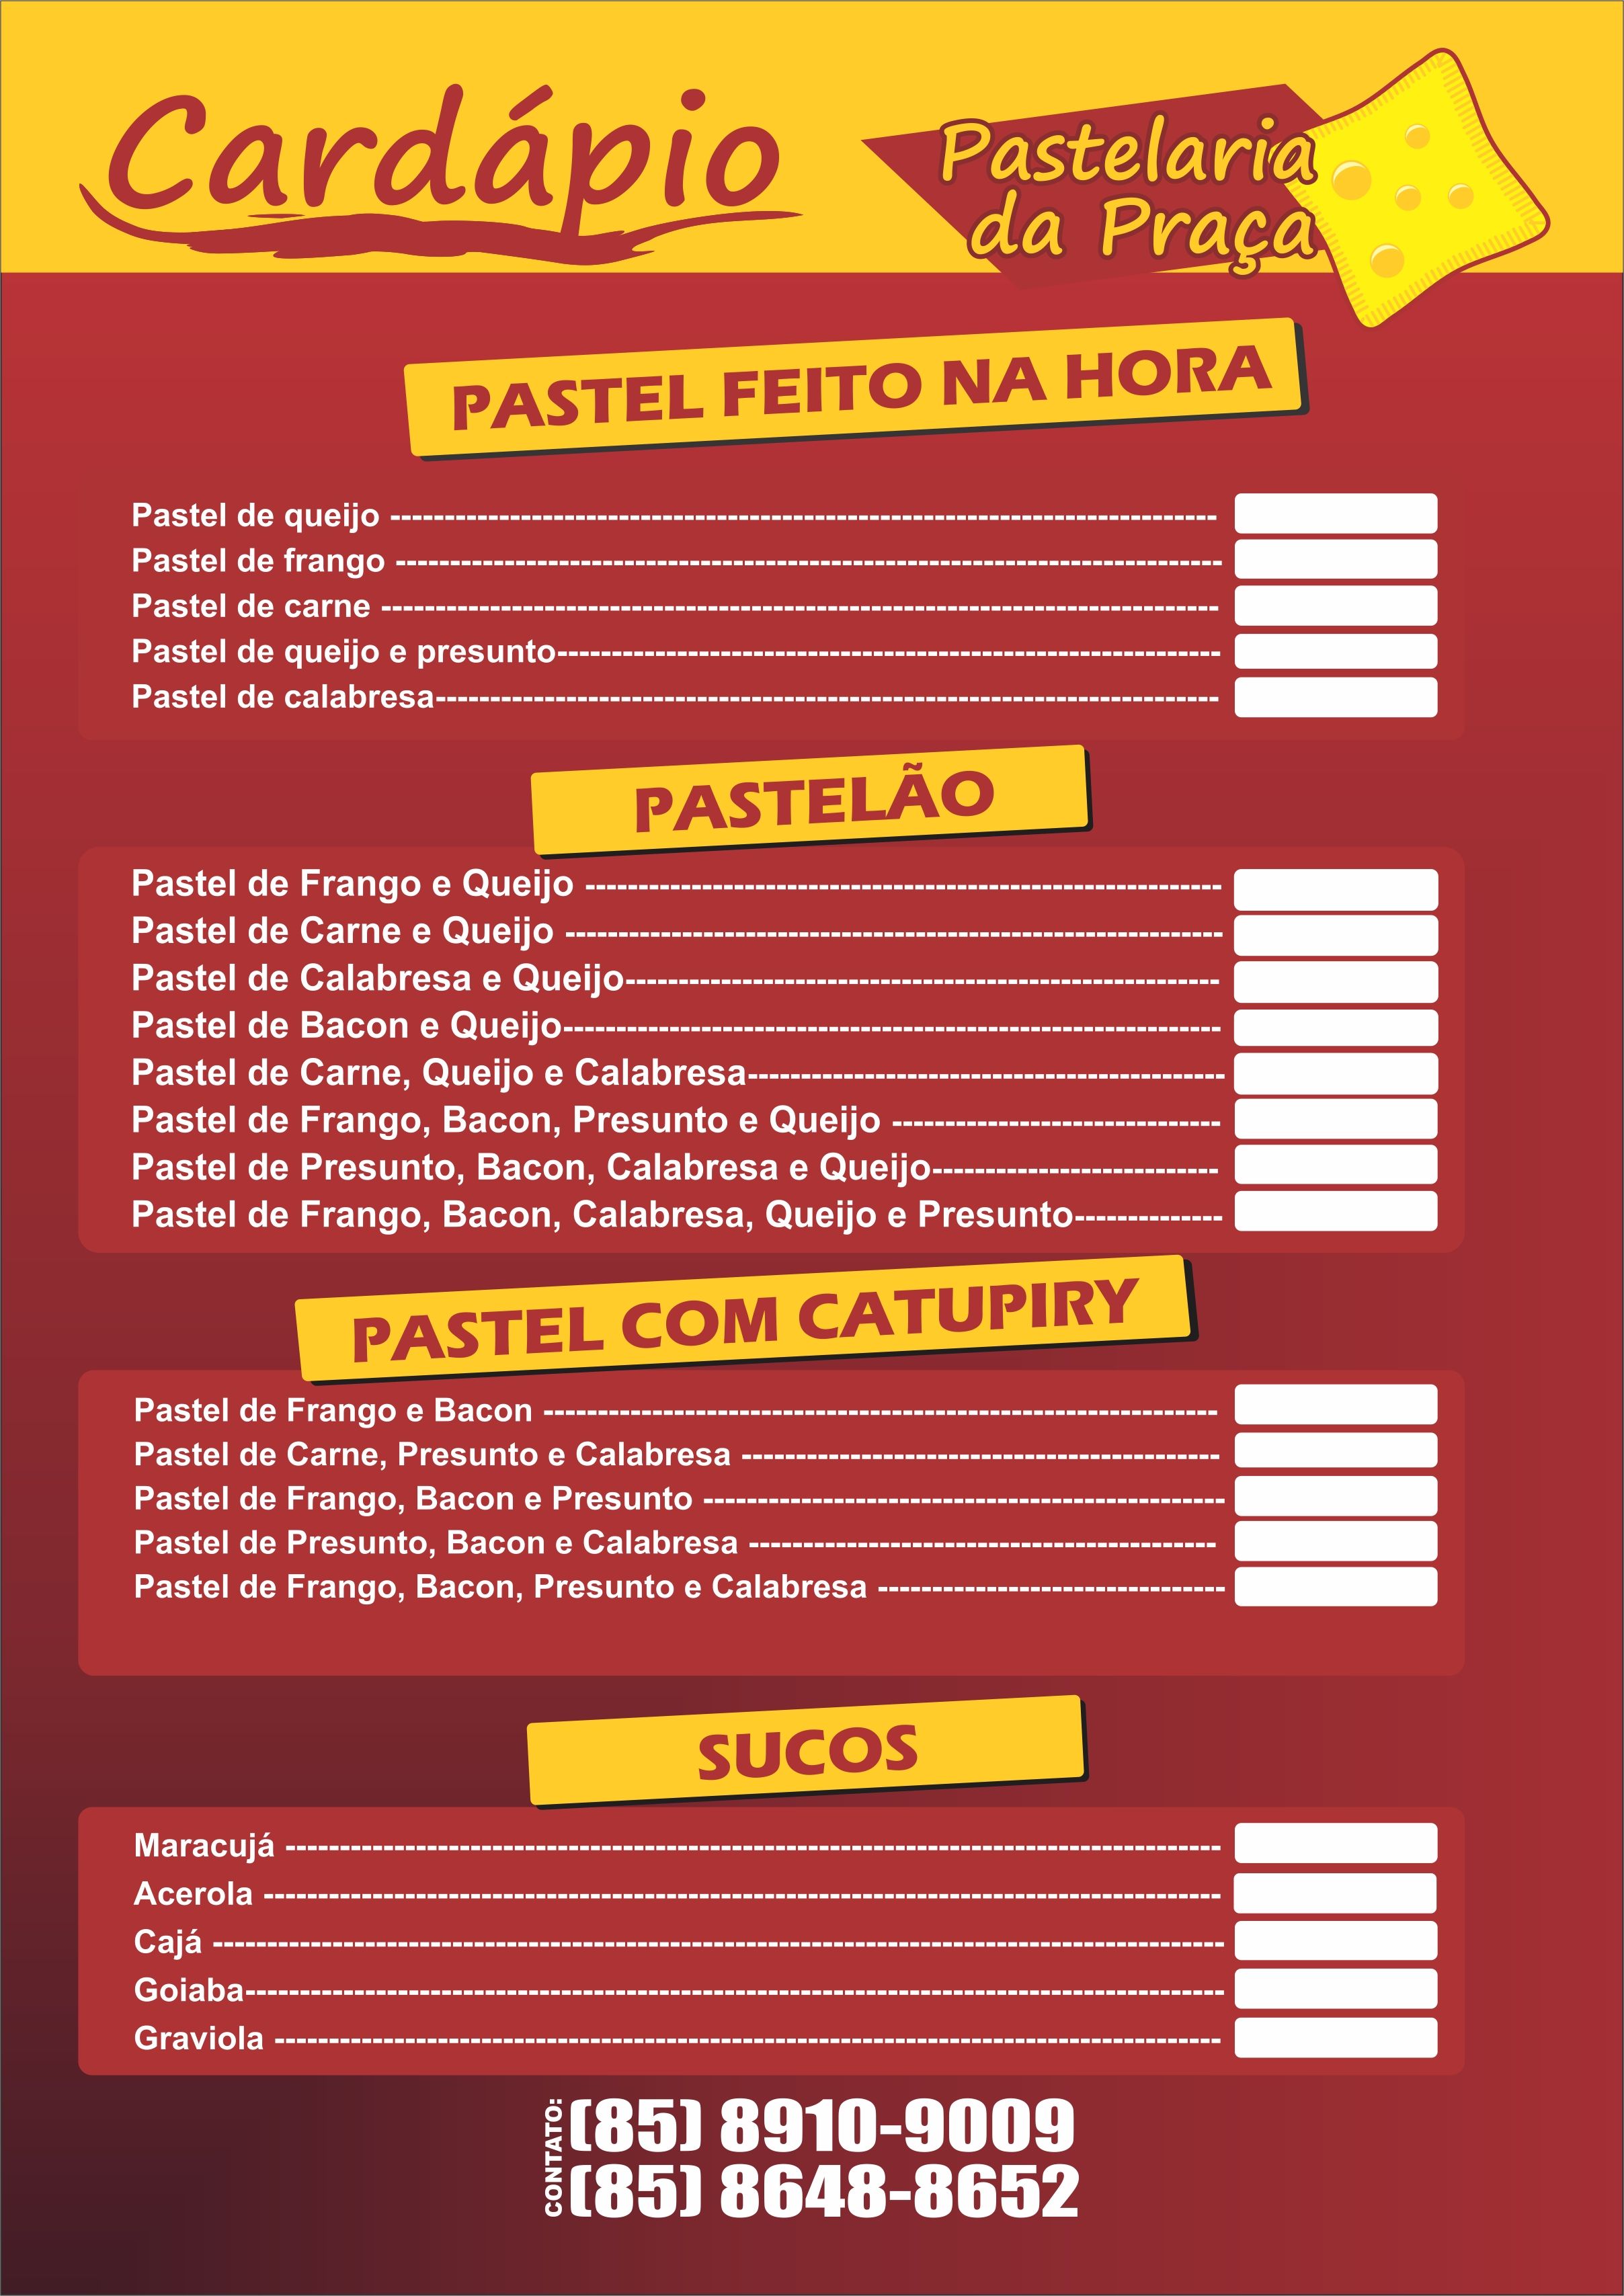 Cardápio
Pastelaria
da Praça
PASTEL FEITO NA HORA
Pastel de queijo
Pastel de frango
Pastel de carne
Pastel de queijo e presunto
Pastel de calabresa
PASTELÃO
Pastel de Frango e Queijo
Pastel de Carne e Queijo
Pastel de Calabresa e Queijo
Pastel de Bacon e Queijo
Pastel de Carne, Queijo e Calabresa
Pastel de Frango, Bacon, Presunto e Queijo
Pastel de Presunto, Bacon, Calabresa e Queijo
Pastel de Frango, Bacon, Calabresa, Queijo e Presunto
PASTEL COM CATUPIRY
Pastel de Frango e Bacon
Pastel de Carne, Presunto e Calabresa
Pastel de Frango, Bacon e Presunto
Pastel de Presunto, Bacon e Calabresa
Pastel de Frango, Bacon, Presunto e Calabresa
SUCOS
Maracujá
Acerola
Cajá
Goiaba
Graviola
CONTATO:
(85) 8910-9009
(85) 8648-8652